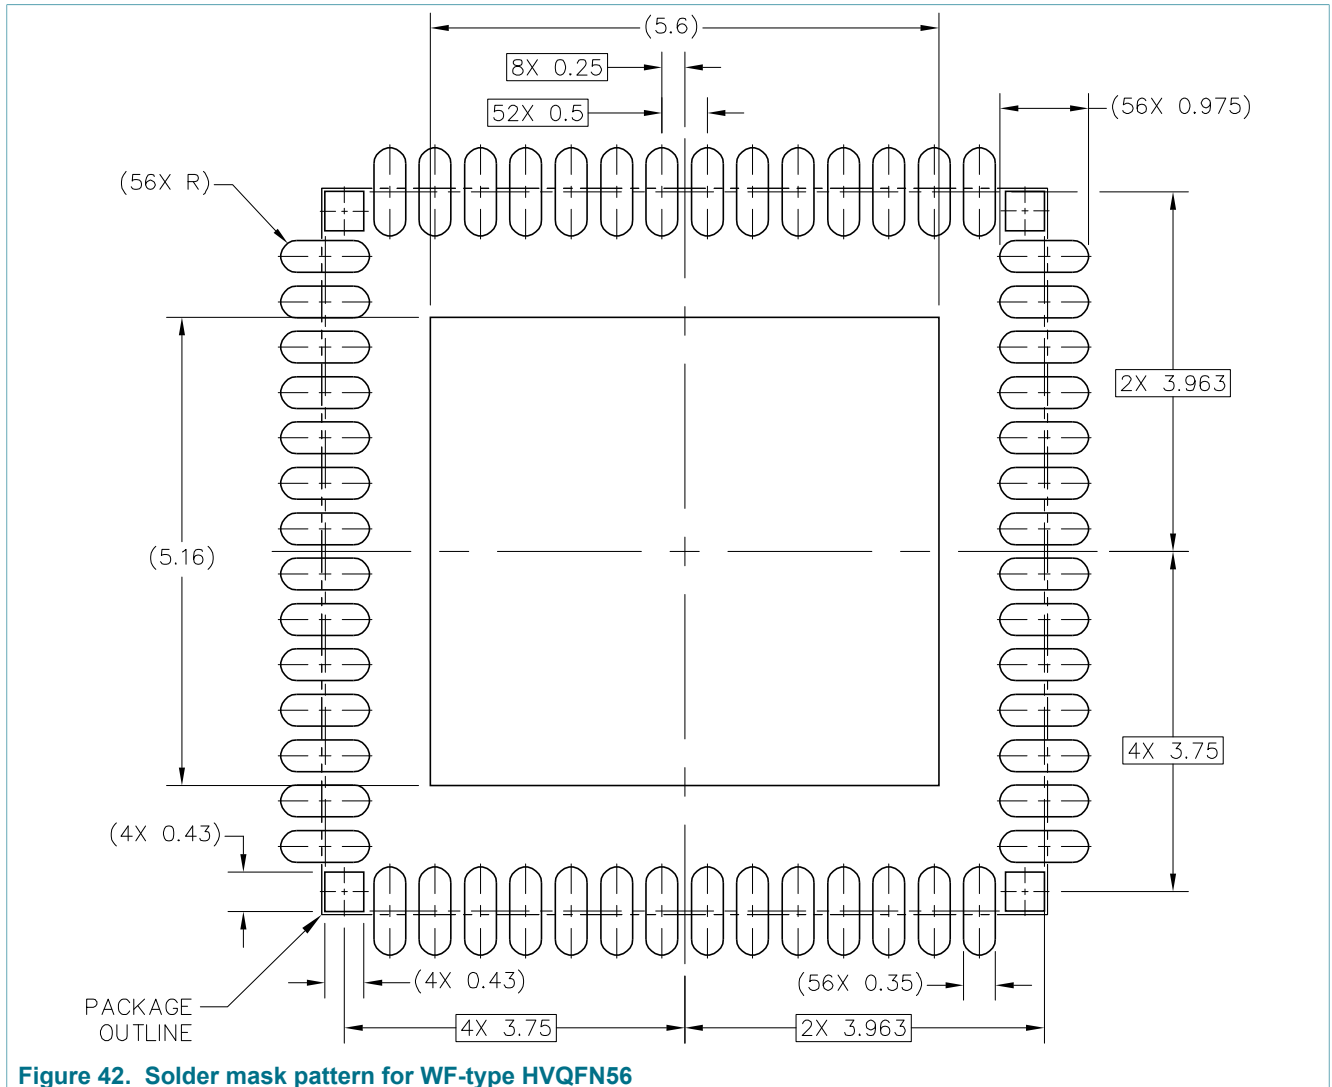 (5.6)
8X 0.25
52X 0.5
(56X 0.975)
(56X R)
2X 3.963
(5.16)
4X 3.75
(4X 0.43)
(4X 0.43)
(56X 0.35)
PACKAGE
OUTLINE
4X 3.75
2X 3.963
Figure 42. Solder mask pattern for WF-type HVQFN56